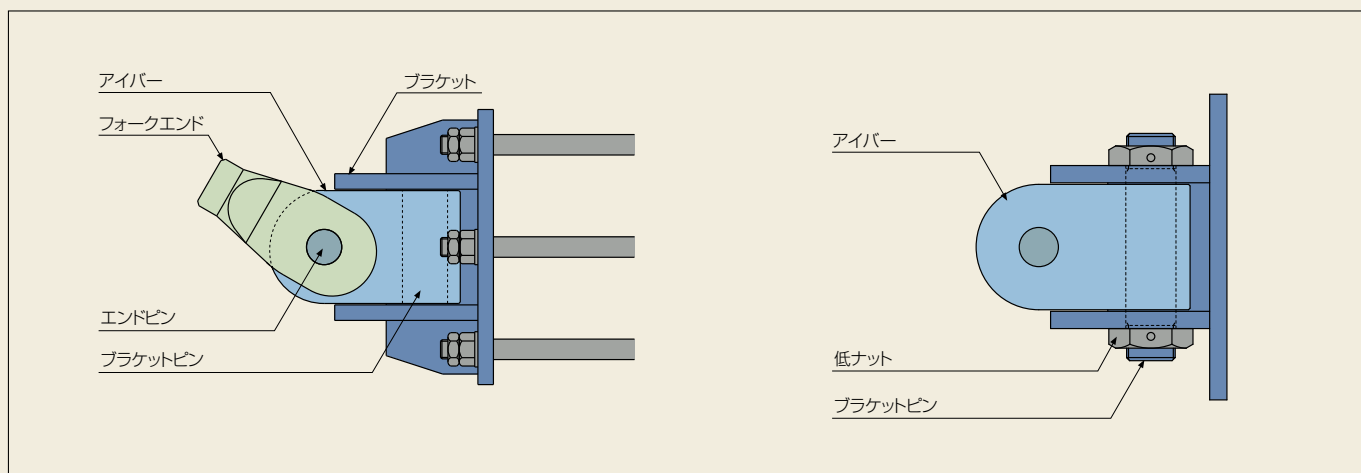 アイバー
ブラケット
フォークエンド
エンドピン
ブラケットピン
アイバー
低ナット
ブラケットピン